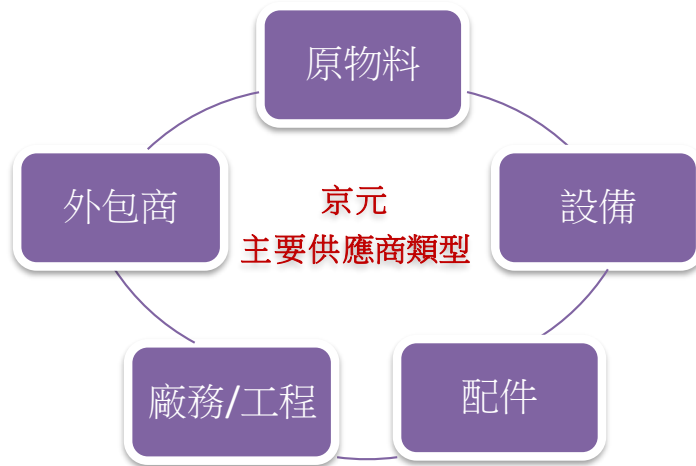 原物料
外包商
京元
主要供應商類型
設備
廠務/工程
配件